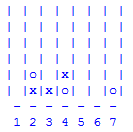 | | | | | | | |
| | | | | | | |
| | | | | | | |
| | | | | | | |
| |o| |x| | | |
| |x|x|o| | |o|
- - - - - - -
1 2 3 4 5 6 7